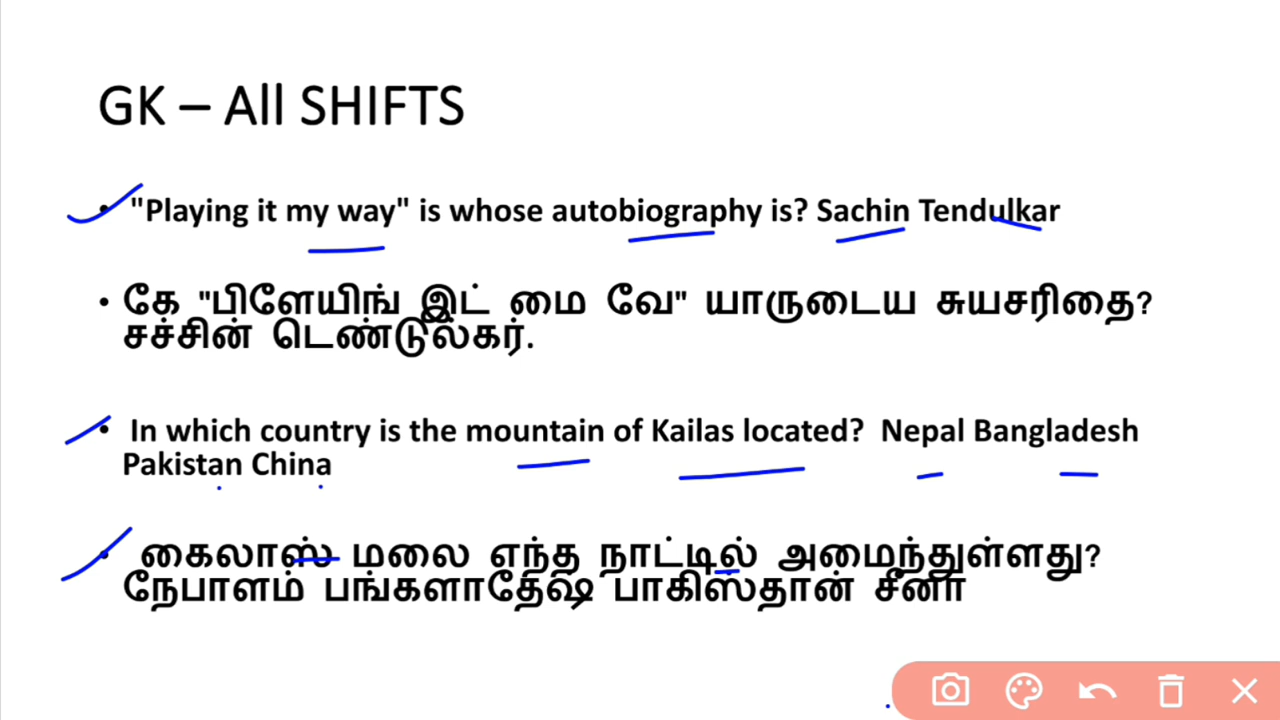 GK – All SHIFTS
• "Playing it my way" is whose autobiography is? Sachin Tendulkar
• கே "பிளேயிங் இட் மை வே" யாருடைய சுயசரிதை?
சச்சின் டெண்டுல்கர்.
• In which country is the mountain of Kailas located? Nepal Bangladesh
Pakistan China
• கைலாஸ் மலை எந்த நாட்டில் அமைந்துள்ளது?
நேபாளம் பங்களாதேஷ் பாகிஸ்தான் சீனா